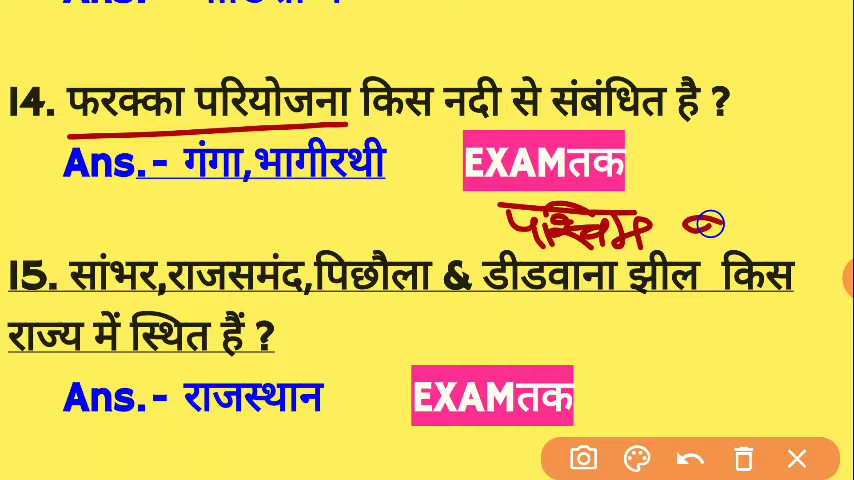 14. फरक्का परियोजना किस नदी से संबंधित है ?
Ans.- गंगा,भागीरथी EXAMतक
पश्चिम
15. सांभर,राजसमंद,पिछौला & डीडवाना झील किस
राज्य में स्थित हैं ?
Ans.- राजस्थान EXAMतक